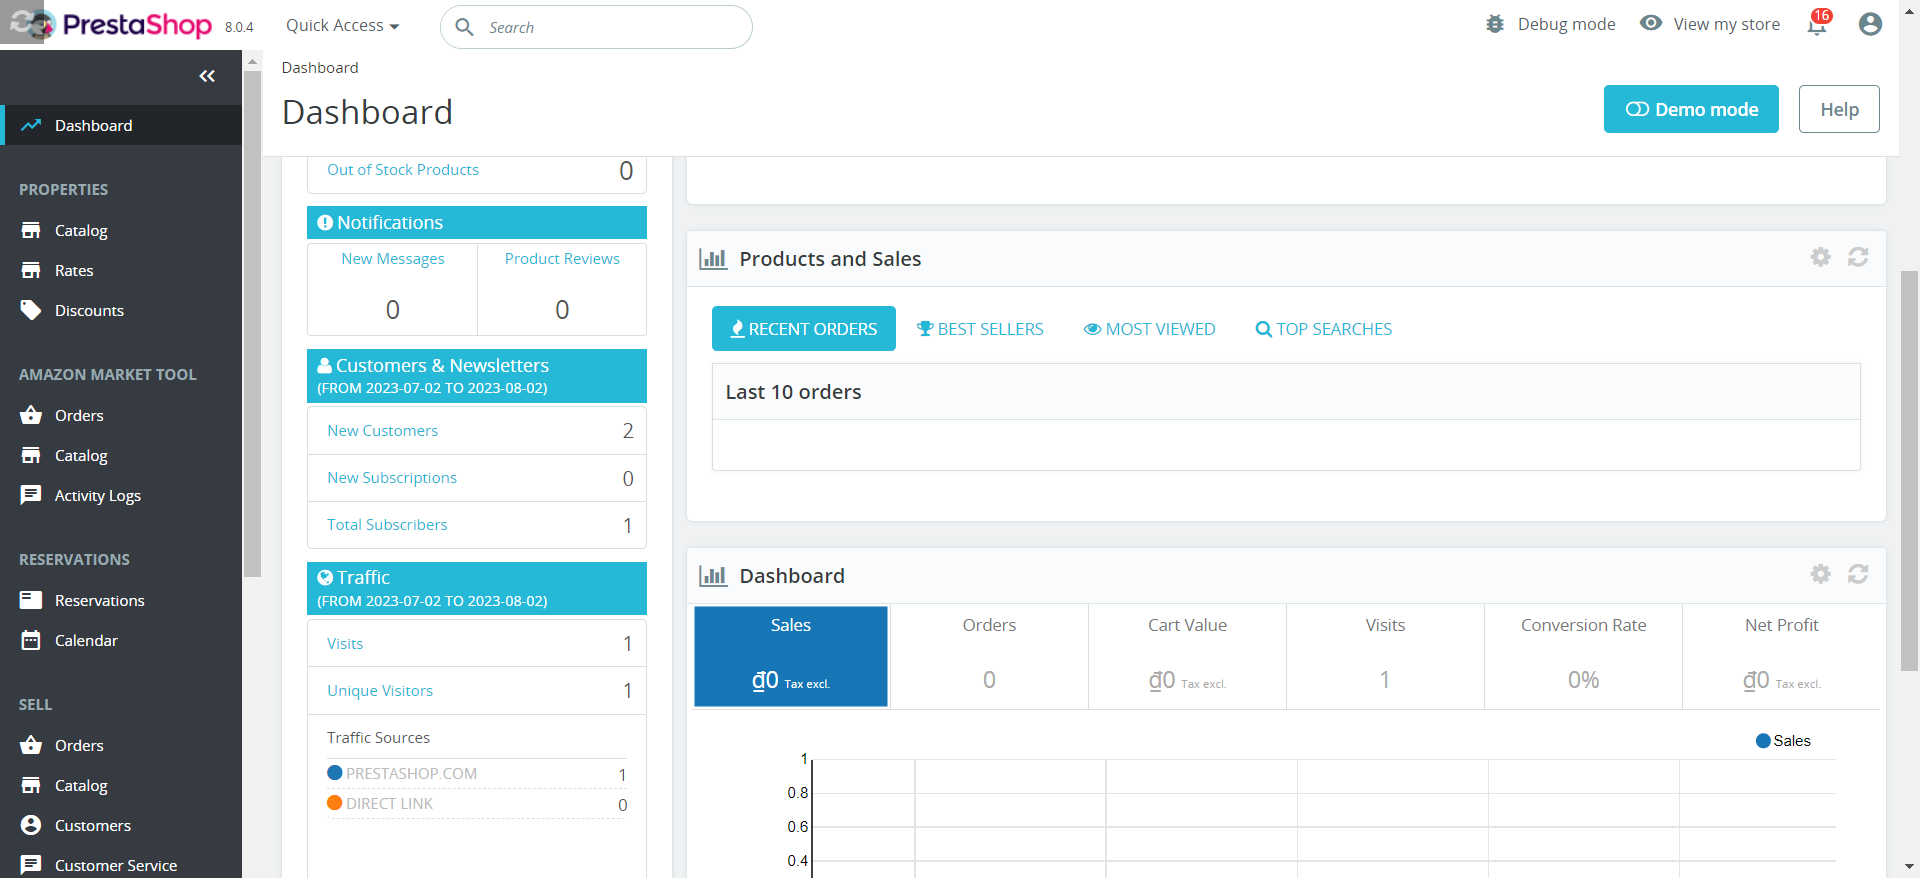 PrestaShop 8.0.4 Quick Access Search Debug mode View my store 16
Dashboard
Dashboard
Demo mode
Help
Dashboard
PROPERTIES
Catalog
Rates
Discounts
AMAZON MARKET TOOL
Orders
Catalog
Activity Logs
RESERVATIONS
Reservations
Calendar
SELL
Orders
Catalog
Customers
Customer Service
Out of Stock Products 0
Notifications
New Messages Product Reviews
0 0
Customers & Newsletters
(FROM 2023-07-02 TO 2023-08-02)
New Customers 2
New Subscriptions 0
Total Subscribers 1
Traffic
(FROM 2023-07-02 TO 2023-08-02)
Visits 1
Unique Visitors 1
Traffic Sources
PRESTASHOP.COM 1
DIRECT LINK 0
Products and Sales
RECENT ORDERS BEST SELLERS MOST VIEWED TOP SEARCHES
Last 10 orders
Dashboard
Sales Orders Cart Value Visits Conversion Rate Net Profit
₫0 Tax excl. 0 ₫0 Tax excl. 1 0% ₫0 Tax excl.
Sales
1
0.8
0.6
0.4